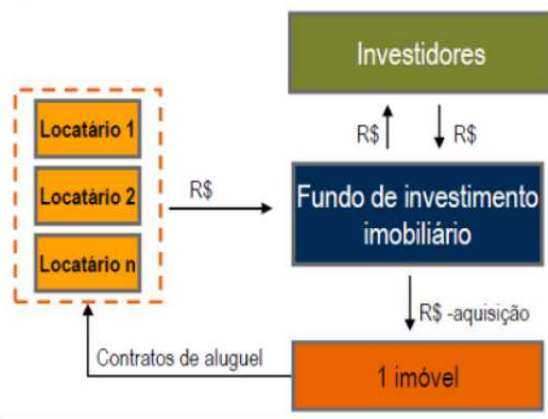 Investidores
R$
R$
Locatário 1
Locatário 2
Locatário n
R$
Fundo de investimento
imobiliário
R$ -aquisição
Contratos de aluguel
1 imóvel